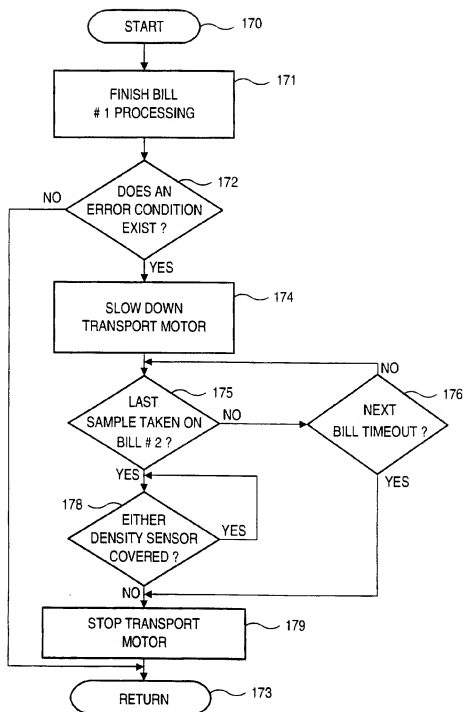 START
170
FINISH BILL
# 1 PROCESSING
171
DOES AN
ERROR CONDITION
EXIST ?
172
NO
YES
SLOW DOWN
TRANSPORT MOTOR
174
NO
LAST
SAMPLE TAKEN ON
BILL # 2 ?
175
NO
NEXT
BILL TIMEOUT ?
176
YES
YES
178
EITHER
DENSITY SENSOR
COVERED ?
YES
NO
STOP TRANSPORT
MOTOR
179
RETURN
173